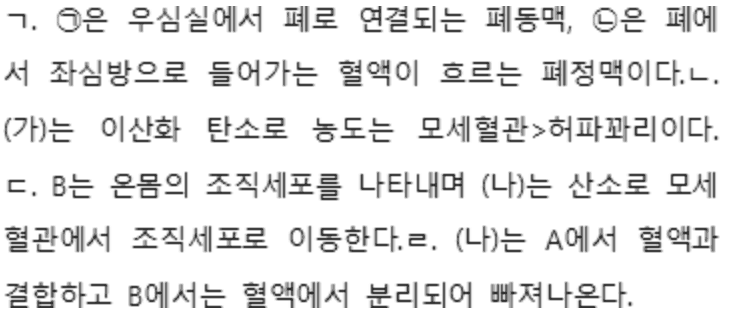 ㄱ. ㉠은 우심실에서 폐로 연결되는 폐동맥, ㉡은 폐에
서 좌심방으로 들어가는 혈액이 흐르는 폐정맥이다.ㄴ.
(가)는 이산화 탄소로 농도는 모세혈관>허파꽈리이다.
ㄷ. B는 온몸의 조직세포를 나타내며 (나)는 산소로 모세
혈관에서 조직세포로 이동한다.ㄹ. (나)는 A에서 혈액과
결합하고 B에서는 혈액에서 분리되어 빠져나온다.